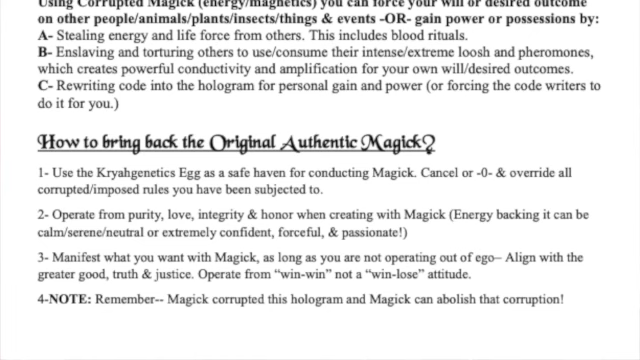 Using Corrupted Magick (energy/magnetics) you can force your will or desired outcome
on other people/animals/plants/insects/things & events -OR- gain power or possessions by:
A- Stealing energy and life force from others. This includes blood rituals.
B- Enslaving and torturing others to use/consume their intense/extreme loosh and pheromones,
which creates powerful conductivity and amplification for your own will/desired outcomes.
C- Rewriting code into the hologram for personal gain and power (or forcing the code writers to
do it for you.)
How to bring back the Original Authentic Magick?
1- Use the Kryahgenetics Egg as a safe haven for conducting Magick. Cancel or -0- & override all
corrupted/imposed rules you have been subjected to.
2- Operate from purity, love, integrity & honor when creating with Magick (Energy backing it can be
calm/serene/neutral or extremely confident, forceful, & passionate!)
3- Manifest what you want with Magick, as long as you are not operating out of ego– Align with the
greater good, truth & justice. Operate from “win-win” not a “win-lose” attitude.
4-NOTE: Remember-- Magick corrupted this hologram and Magick can abolish that corruption!